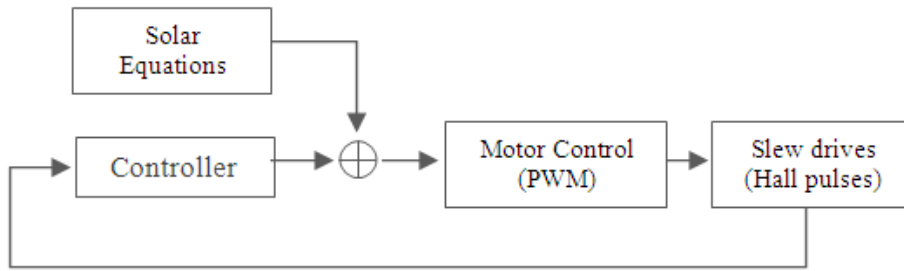 Solar
Equations
Controller
Motor Control
(PWM)
Slew drives
(Hall pulses)